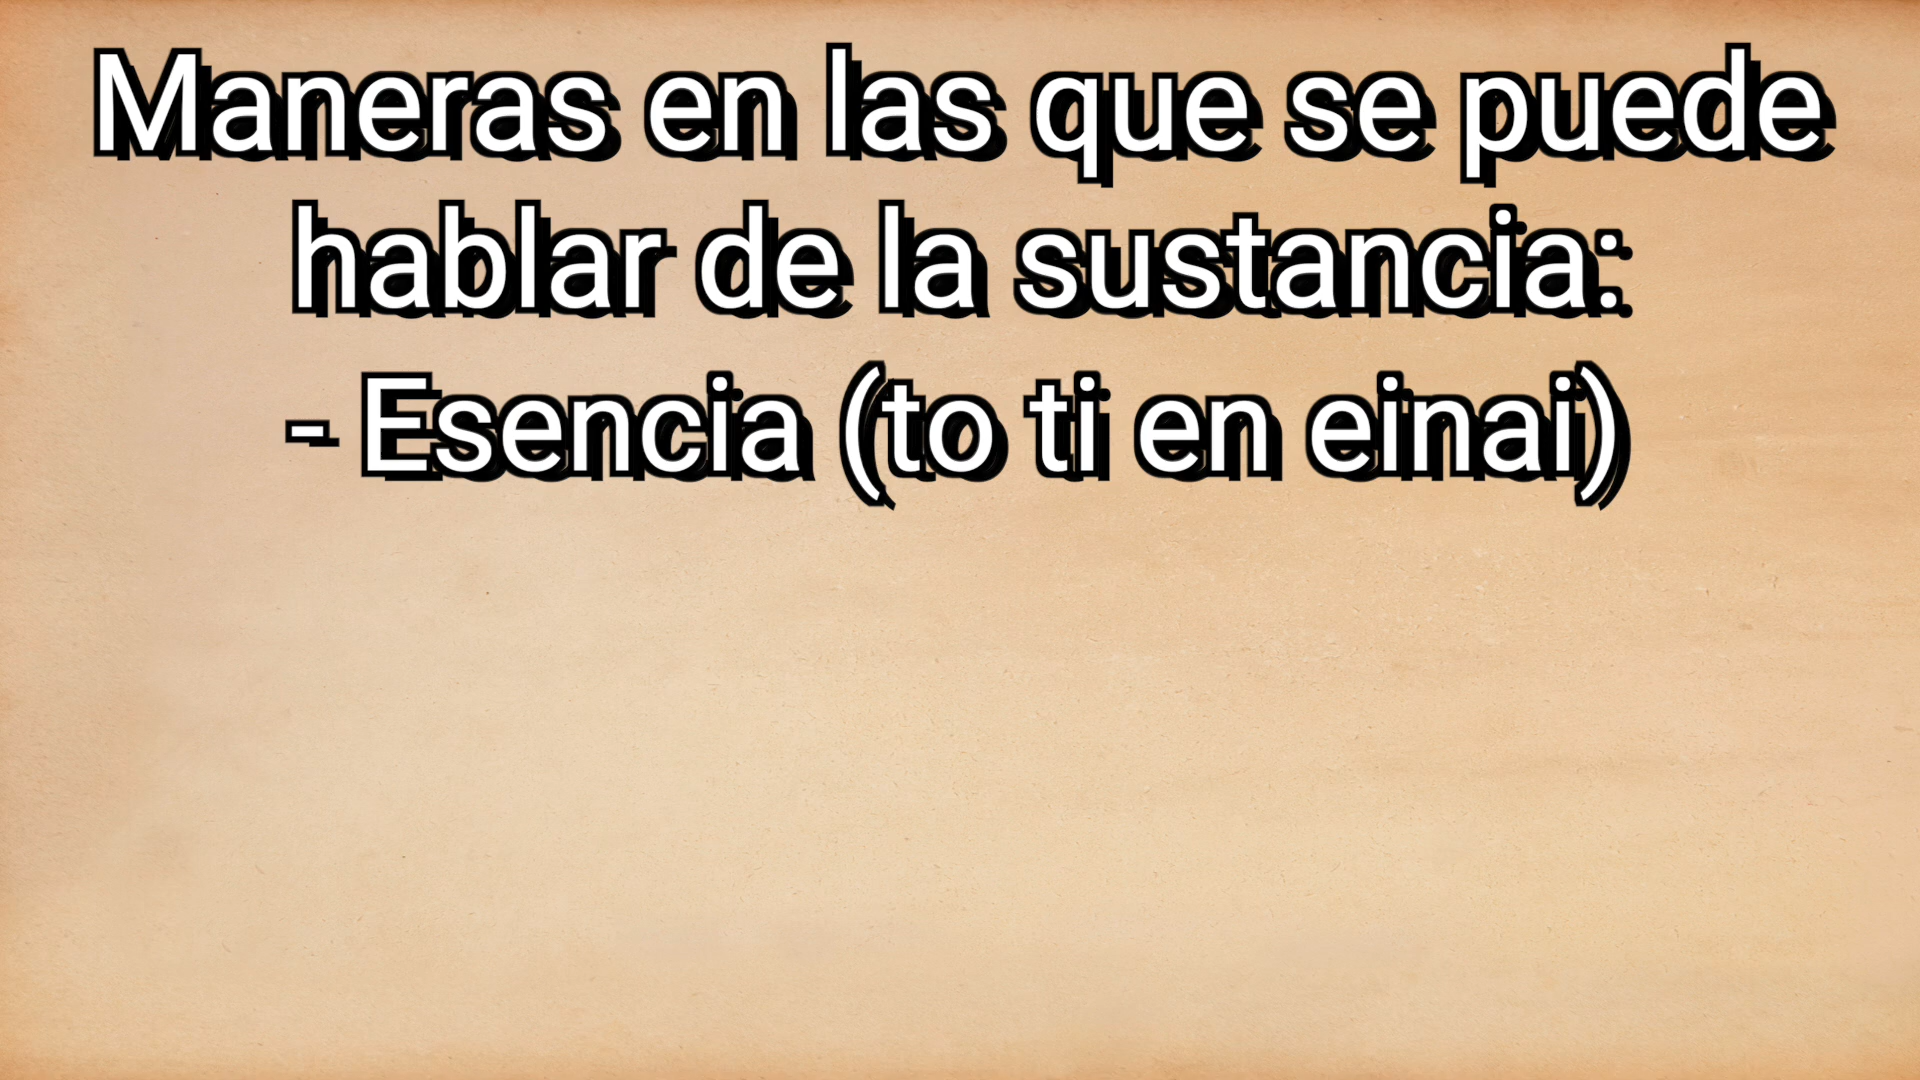 Maneras en las que se puede
hablar de la sustancia:
- Esencia (to ti en einai)